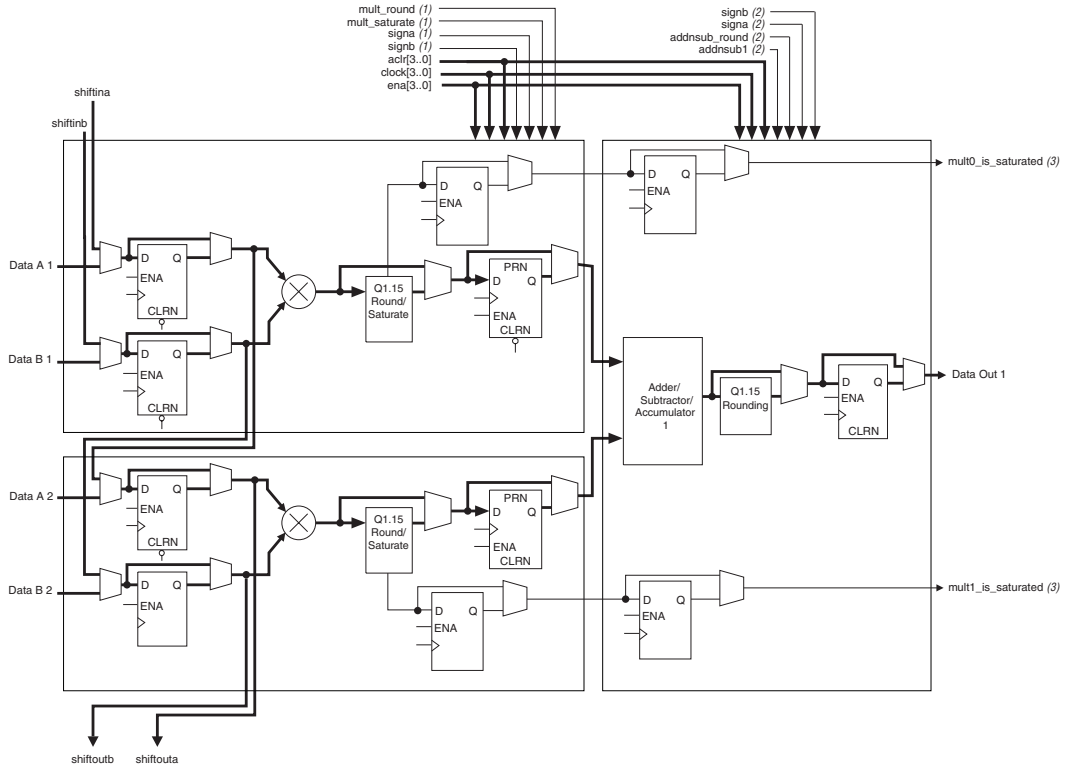 mult_round (1)
mult_saturate (1)
signa (1)
signb (1)
aclr[3..0]
clock[3..0]
ena[3..0]
signb (2)
signa (2)
addnsub_round (2)
addnsub1 (2)
shiftina
shiftinb
D Q
ENA
D Q
ENA
mult0_is_saturated (3)
Data A 1
D Q
ENA
CLRN
Q1.15
Round/
Saturate
PRN
D Q
ENA
CLRN
Data B 1
D Q
ENA
CLRN
Adder/
Subtractor/
Accumulator
1
Q1.15
Rounding
D Q
ENA
CLRN
Data Out 1
Data A 2
D Q
ENA
CLRN
Q1.15
Round/
Saturate
PRN
D Q
ENA
CLRN
Data B 2
D Q
ENA
D Q
ENA
D Q
ENA
mult1_is_saturated (3)
shiftoutb
shiftouta